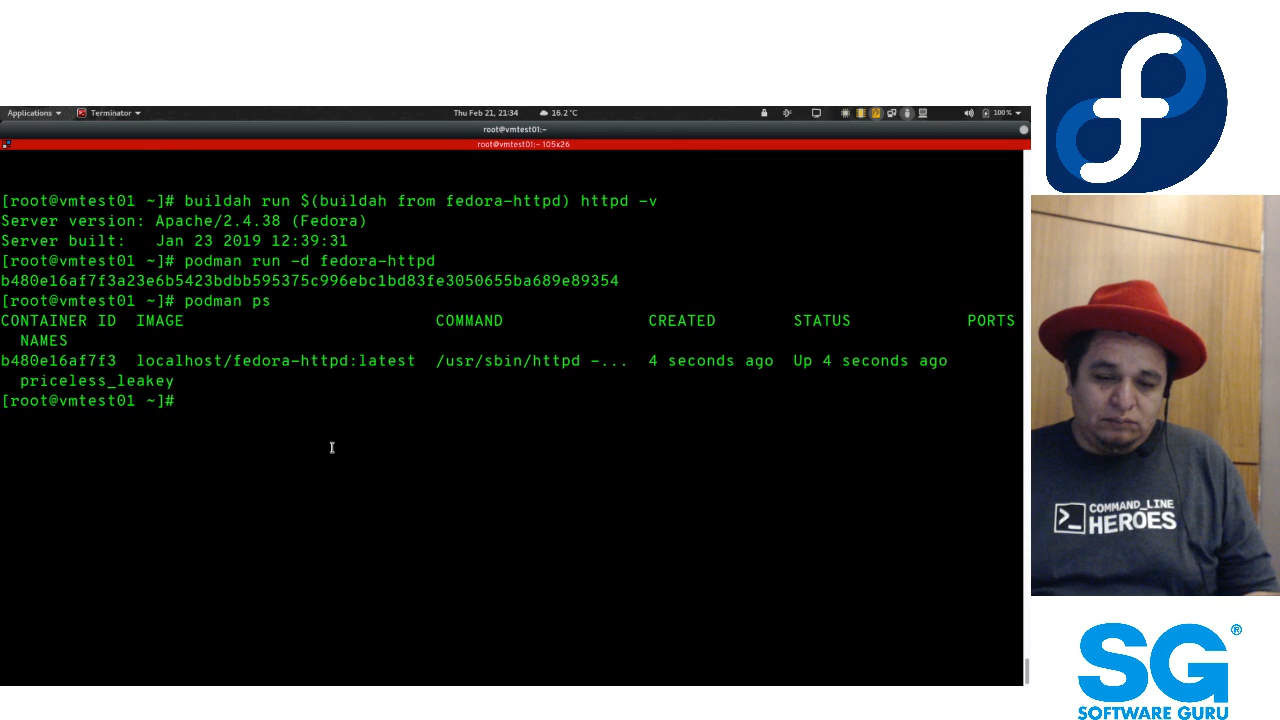 Applications Terminator Thu Feb 21, 21:34 16.2°C 100%
root@vmtest01:~
root@vmtest01:~ 105x26
[root@vmtest01 ~]# buildah run $(buildah from fedora-httpd) httpd -v
Server version: Apache/2.4.38 (Fedora)
Server built:   Jan 23 2019 12:39:31
[root@vmtest01 ~]# podman run -d fedora-httpd
b480e16af7f3a23e6b5423bdbb595375c996ebc1bd83fe3050655ba689e89354
[root@vmtest01 ~]# podman ps
CONTAINER ID  IMAGE                          COMMAND               CREATED        STATUS            PORTS
  NAMES
b480e16af7f3  localhost/fedora-httpd:latest  /usr/sbin/httpd -...  4 seconds ago  Up 4 seconds ago
  priceless_leakey
[root@vmtest01 ~]#
>_ COMMAND_LINE
HEROES
SG®
SOFTWARE GURU